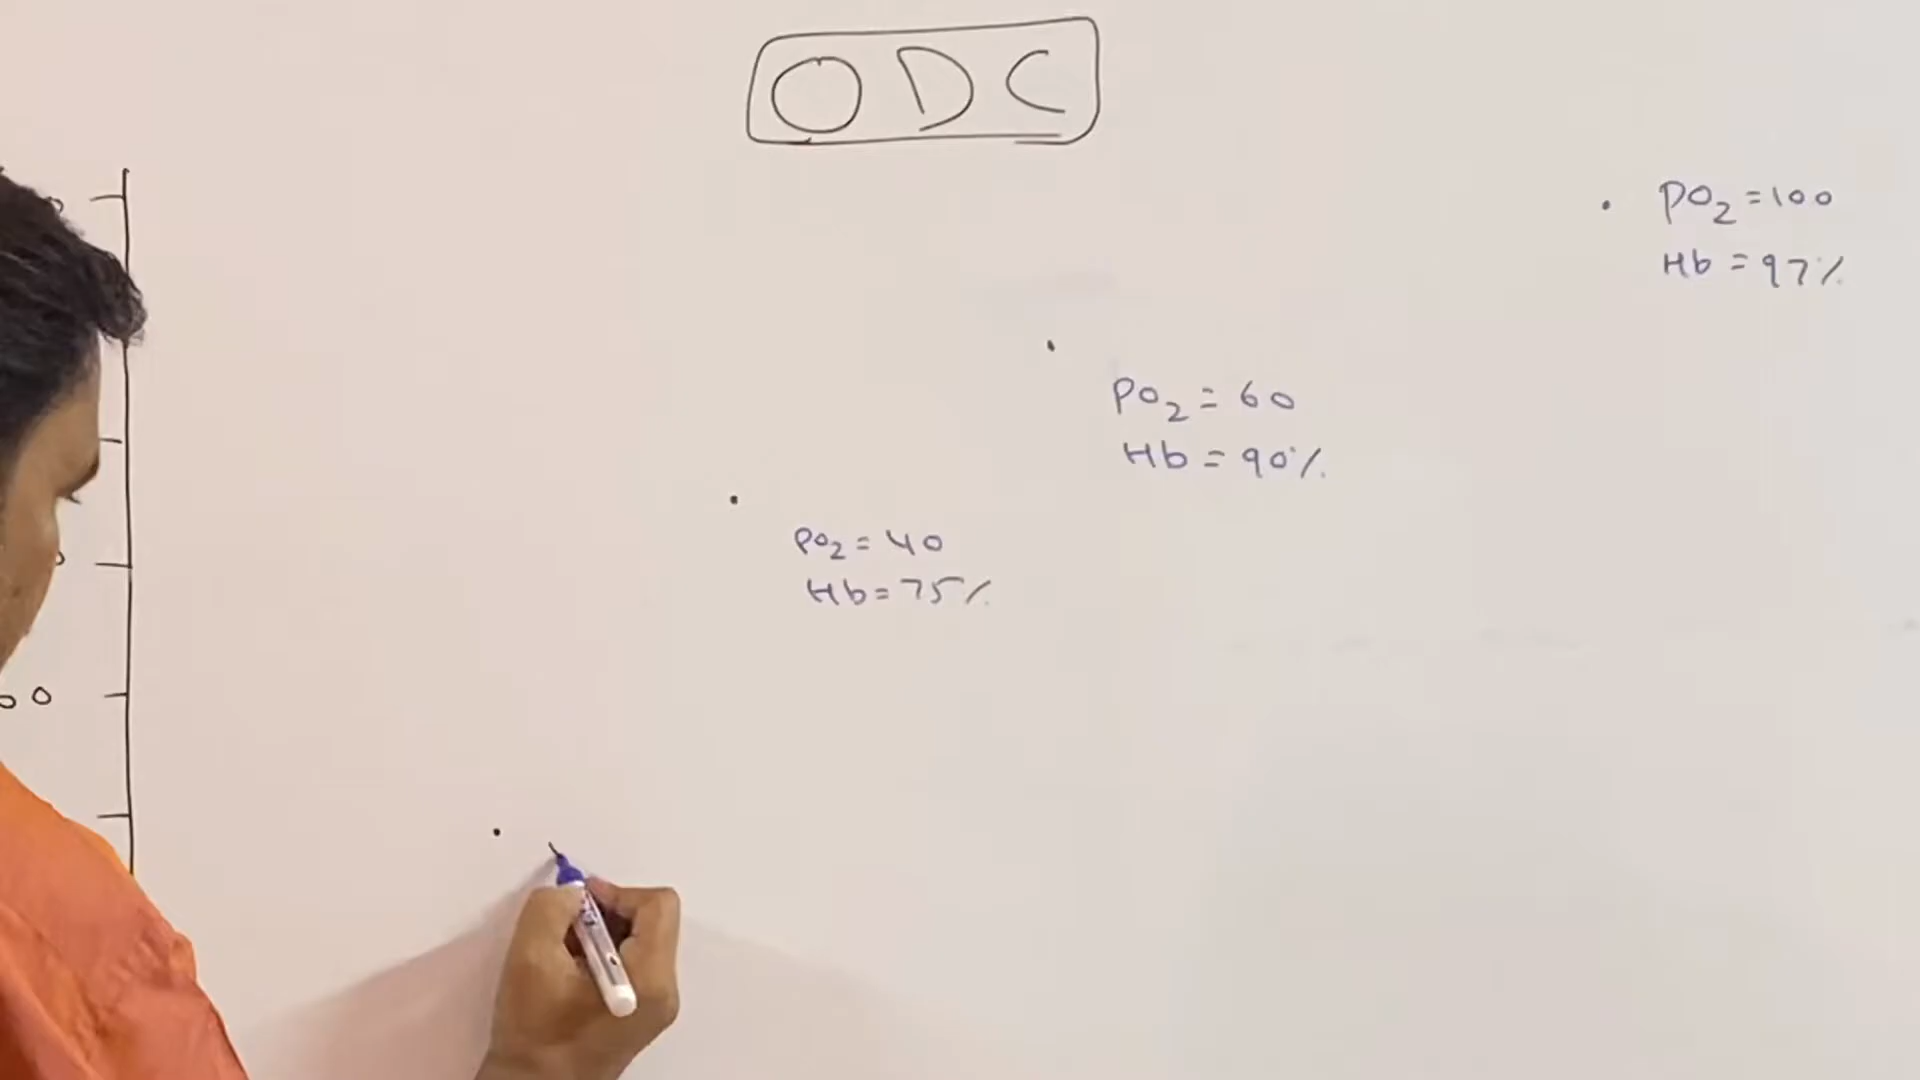 ODC
PO2 = 100
Hb = 97%
PO2 = 60
Hb = 90%
PO2 = 40
Hb = 75%